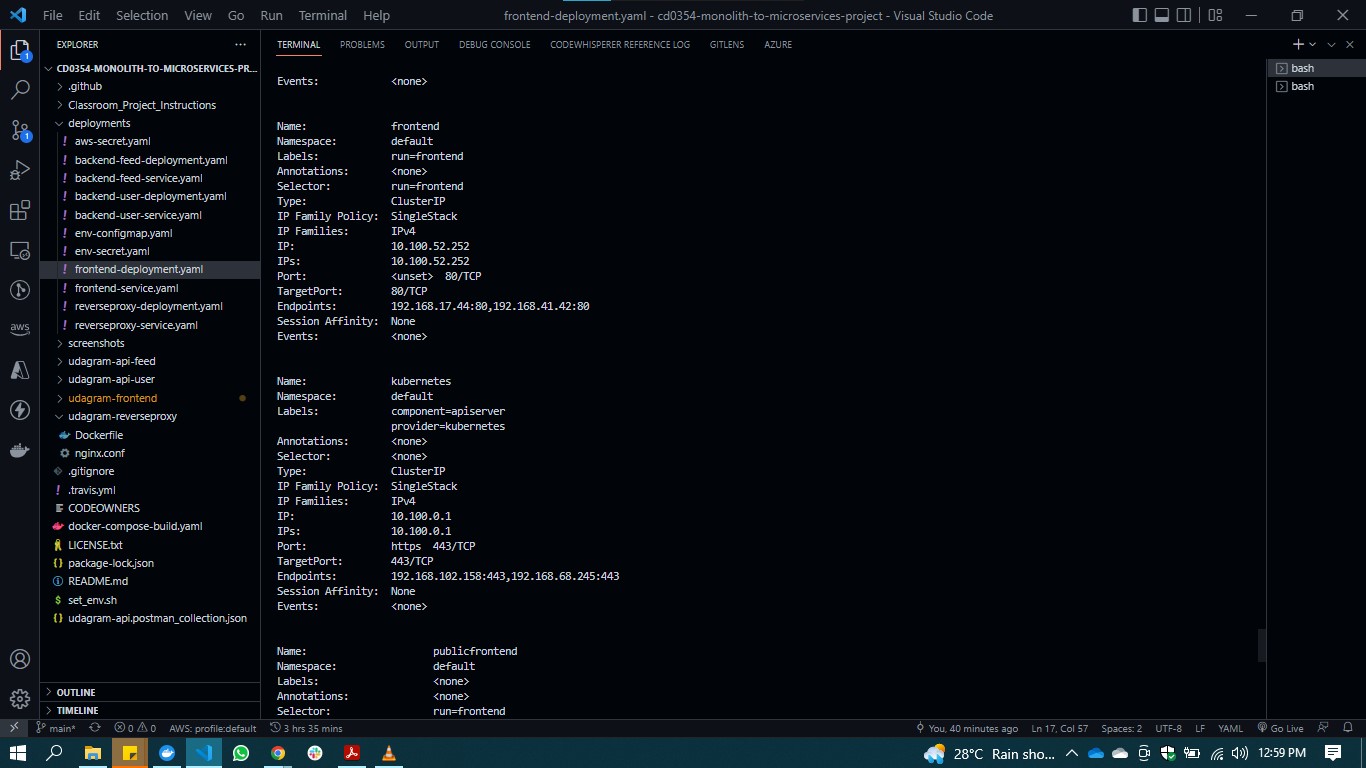 File Edit Selection View Go Run Terminal Help frontend-deployment.yaml - cd0354-monolith-to-microservices-project - Visual Studio Code
EXPLORER
CD0354-MONOLITH-TO-MICROSERVICES-PR...
.github
Classroom_Project_Instructions
deployments
aws-secret.yaml
backend-feed-deployment.yaml
backend-feed-service.yaml
backend-user-deployment.yaml
backend-user-service.yaml
env-configmap.yaml
env-secret.yaml
frontend-deployment.yaml
frontend-service.yaml
reverseproxy-deployment.yaml
reverseproxy-service.yaml
screenshots
udagram-api-feed
udagram-api-user
udagram-frontend
udagram-reverseproxy
Dockerfile
nginx.conf
.gitignore
.travis.yml
CODEOWNERS
docker-compose-build.yaml
LICENSE.txt
package-lock.json
README.md
set_env.sh
udagram-api.postman_collection.json
OUTLINE
TIMELINE
1
1
aws
TERMINAL PROBLEMS OUTPUT DEBUG CONSOLE CODEWHISPERER REFERENCE LOG GITLENS AZURE
Events: <none>
Name: frontend
Namespace: default
Labels: run=frontend
Annotations: <none>
Selector: run=frontend
Type: ClusterIP
IP Family Policy: SingleStack
IP Families: IPv4
IP: 10.100.52.252
IPs: 10.100.52.252
Port: <unset> 80/TCP
TargetPort: 80/TCP
Endpoints: 192.168.17.44:80,192.168.41.42:80
Session Affinity: None
Events: <none>
Name: kubernetes
Namespace: default
Labels: component=apiserver
provider=kubernetes
Annotations: <none>
Selector: <none>
Type: ClusterIP
IP Family Policy: SingleStack
IP Families: IPv4
IP: 10.100.0.1
IPs: 10.100.0.1
Port: https 443/TCP
TargetPort: 443/TCP
Endpoints: 192.168.102.158:443,192.168.68.245:443
Session Affinity: None
Events: <none>
Name: publicfrontend
Namespace: default
Labels: <none>
Annotations: <none>
Selector: run=frontend
bash
bash
main* 0 0 AWS: profile:default 3 hrs 35 mins You, 40 minutes ago Ln 17, Col 57 Spaces: 2 UTF-8 LF YAML Go Live
28°C Rain sho... 12:59 PM